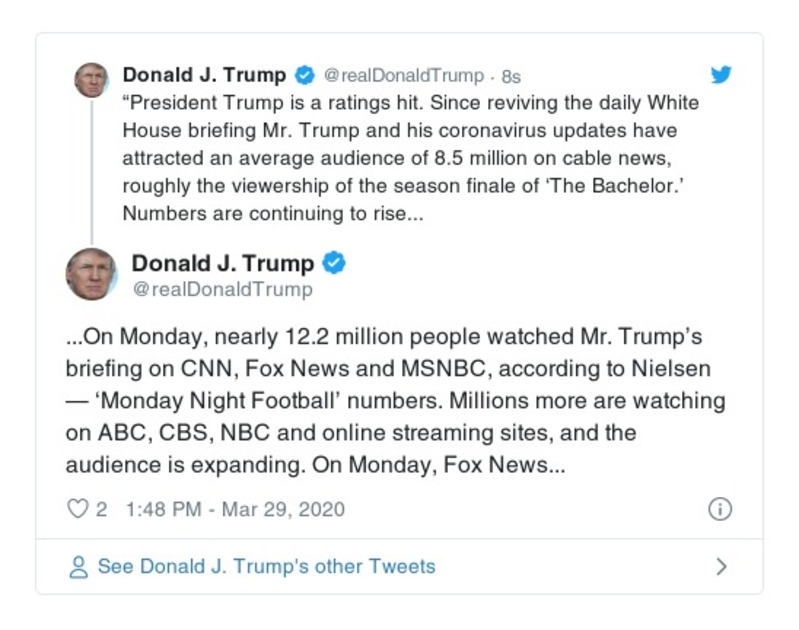 Donald J. Trump @realDonaldTrump · 8s
“President Trump is a ratings hit. Since reviving the daily White
House briefing Mr. Trump and his coronavirus updates have
attracted an average audience of 8.5 million on cable news,
roughly the viewership of the season finale of ‘The Bachelor.’
Numbers are continuing to rise...
Donald J. Trump
@realDonaldTrump
...On Monday, nearly 12.2 million people watched Mr. Trump’s
briefing on CNN, Fox News and MSNBC, according to Nielsen
— ‘Monday Night Football’ numbers. Millions more are watching
on ABC, CBS, NBC and online streaming sites, and the
audience is expanding. On Monday, Fox News...
2 1:48 PM - Mar 29, 2020
See Donald J. Trump's other Tweets